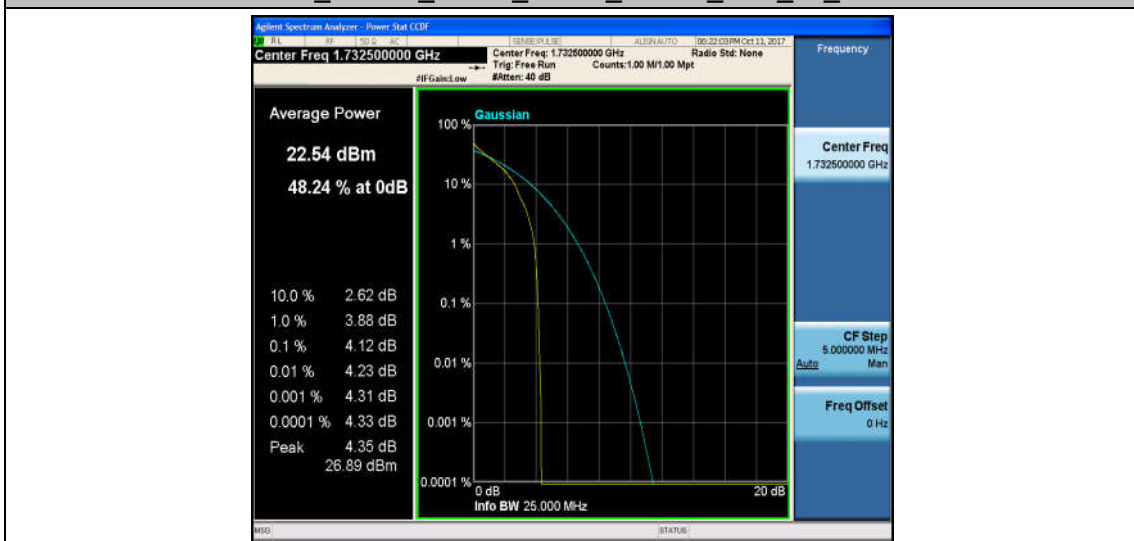 Agilent Spectrum Analyzer - Power Stat CCDF
RL RF 50 Ω AC SENSE:PULSE ALIGN AUTO 06:22:03 PM Oct 11, 2017
Center Freq 1.732500000 GHz
Center Freq: 1.732500000 GHz Radio Std: None
Trig: Free Run Counts:1.00 M/1.00 Mpt
#IFGain:Low #Atten: 40 dB
Frequency
Average Power
22.54 dBm
48.24 % at 0dB
10.0 % 2.62 dB
1.0 % 3.88 dB
0.1 % 4.12 dB
0.01 % 4.23 dB
0.001 % 4.31 dB
0.0001 % 4.33 dB
Peak 4.35 dB
26.89 dBm
Gaussian
100 %
10 %
1 %
0.1 %
0.01 %
0.001 %
0.0001 %
0 dB 20 dB
Info BW 25.000 MHz
Center Freq
1.732500000 GHz
CF Step
5.000000 MHz
Auto Man
Freq Offset
0 Hz
MSG STATUS